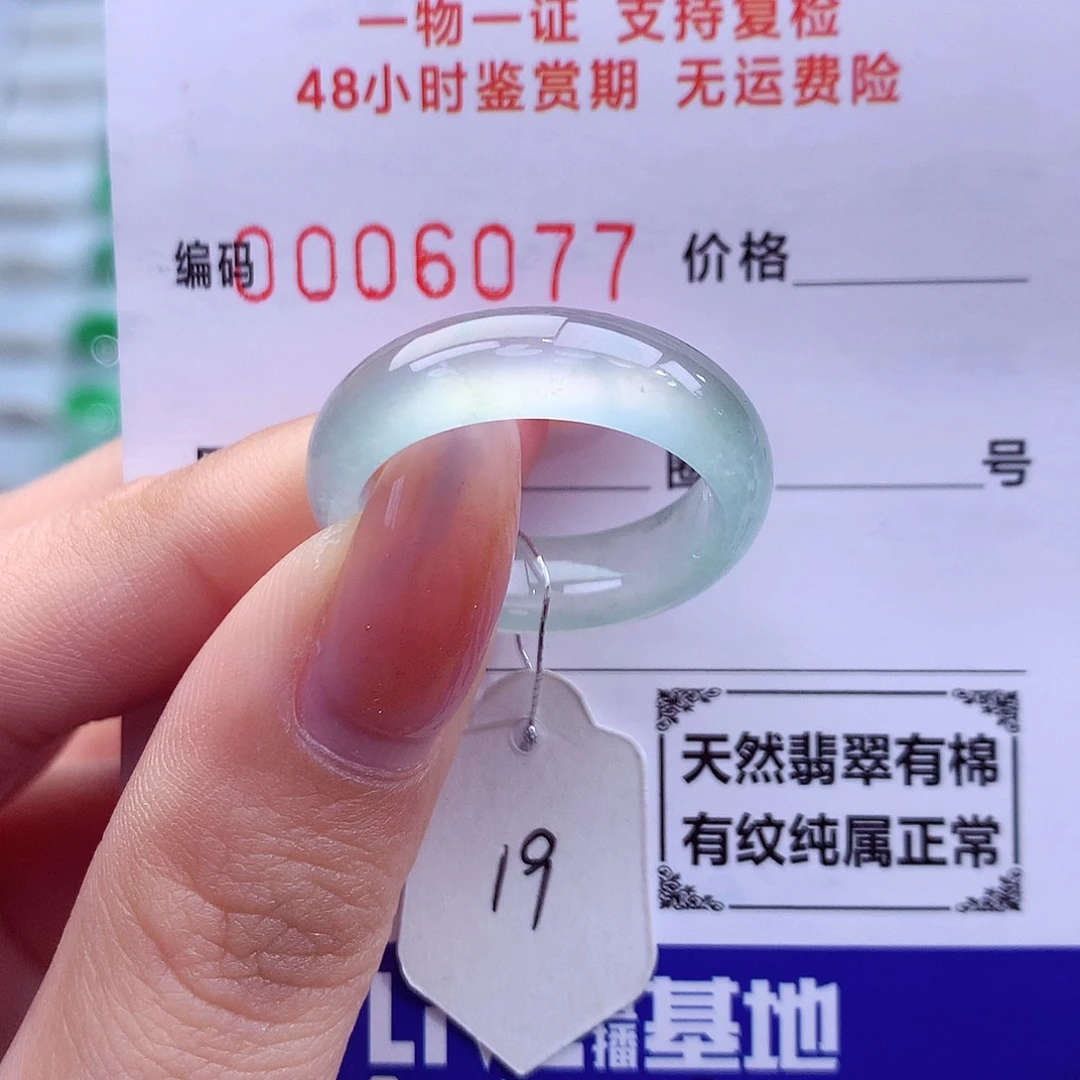 一物一证 支持复检
48小时鉴赏期 无运费险
编码0006077 价格
圈 号
19
天然翡翠有棉
有纹纯属正常
基地